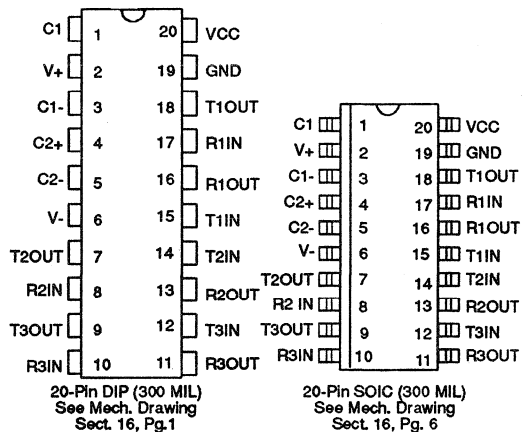 C1 1 20 VCC
V+ 2 19 GND
C1- 3 18 T1OUT
C2+ 4 17 R1IN
C2- 5 16 R1OUT
V- 6 15 T1IN
T2OUT 7 14 T2IN
R2IN 8 13 R2OUT
T3OUT 9 12 T3IN
R3IN 10 11 R3OUT
20-Pin DIP (300 MIL)
See Mech. Drawing
Sect. 16, Pg.1
C1 1 20 VCC
V+ 2 19 GND
C1- 3 18 T1OUT
C2+ 4 17 R1IN
C2- 5 16 R1OUT
V- 6 15 T1IN
T2OUT 7 14 T2IN
R2 IN 8 13 R2OUT
T3OUT 9 12 T3IN
R3IN 10 11 R3OUT
20-Pin SOIC (300 MIL)
See Mech. Drawing
Sect. 16, Pg. 6